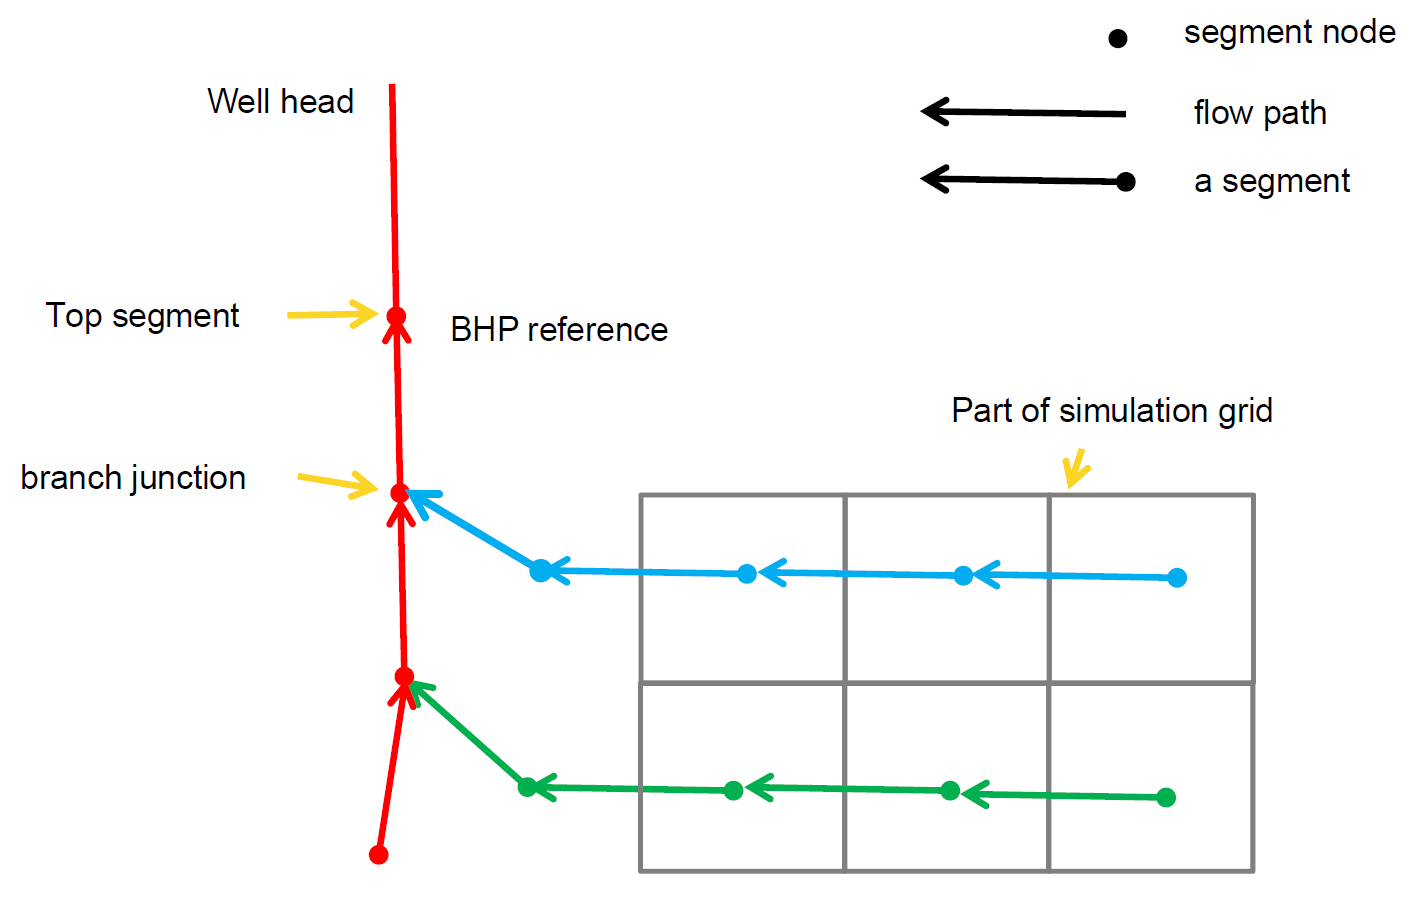 segment node
Well head
flow path
a segment
Top segment
BHP reference
Part of simulation grid
branch junction